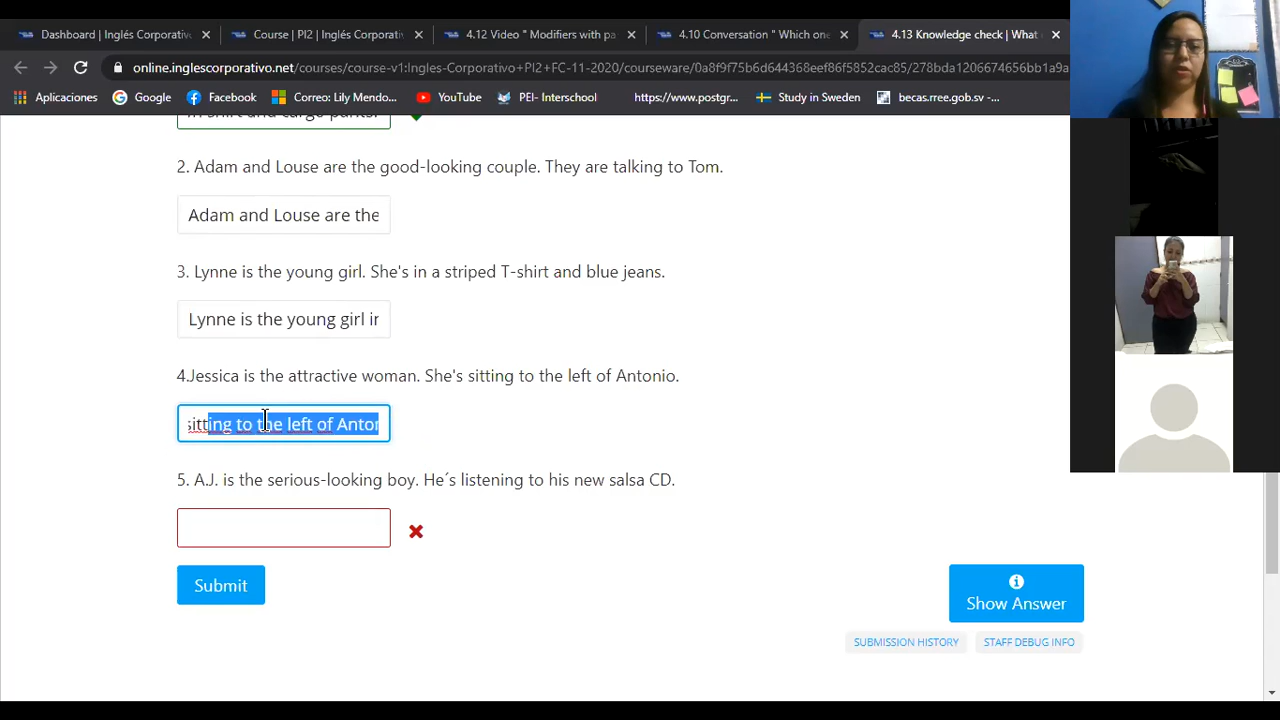 Dashboard | Inglés Corporativ
Course | PI2 | Inglés Corporati
4.12 Video " Modifiers with pa
4.10 Conversation " Which one
4.13 Knowledge check | What
online.inglescorporativo.net/courses/course-v1:Ingles-Corporativo+PI-EC-11-2020/courseware/0a8f9f75b6d64438beef86f5852cac85/278bda1206674656bb1a9a
Aplicaciones
Google
Facebook
Correo: Lily Mendo...
YouTube
PEI- Interschool
https://www.postgr...
Study in Sweden
becas.rree.gob.sv -...
2. Adam and Louse are the good-looking couple. They are talking to Tom.
Adam and Louse are the
3. Lynne is the young girl. She's in a striped T-shirt and blue jeans.
Lynne is the young girl ir
4.Jessica is the attractive woman. She's sitting to the left of Antonio.
sitting to the left of Anton
5. A.J. is the serious-looking boy. He´s listening to his new salsa CD.
Submit
Show Answer
SUBMISSION HISTORY
STAFF DEBUG INFO